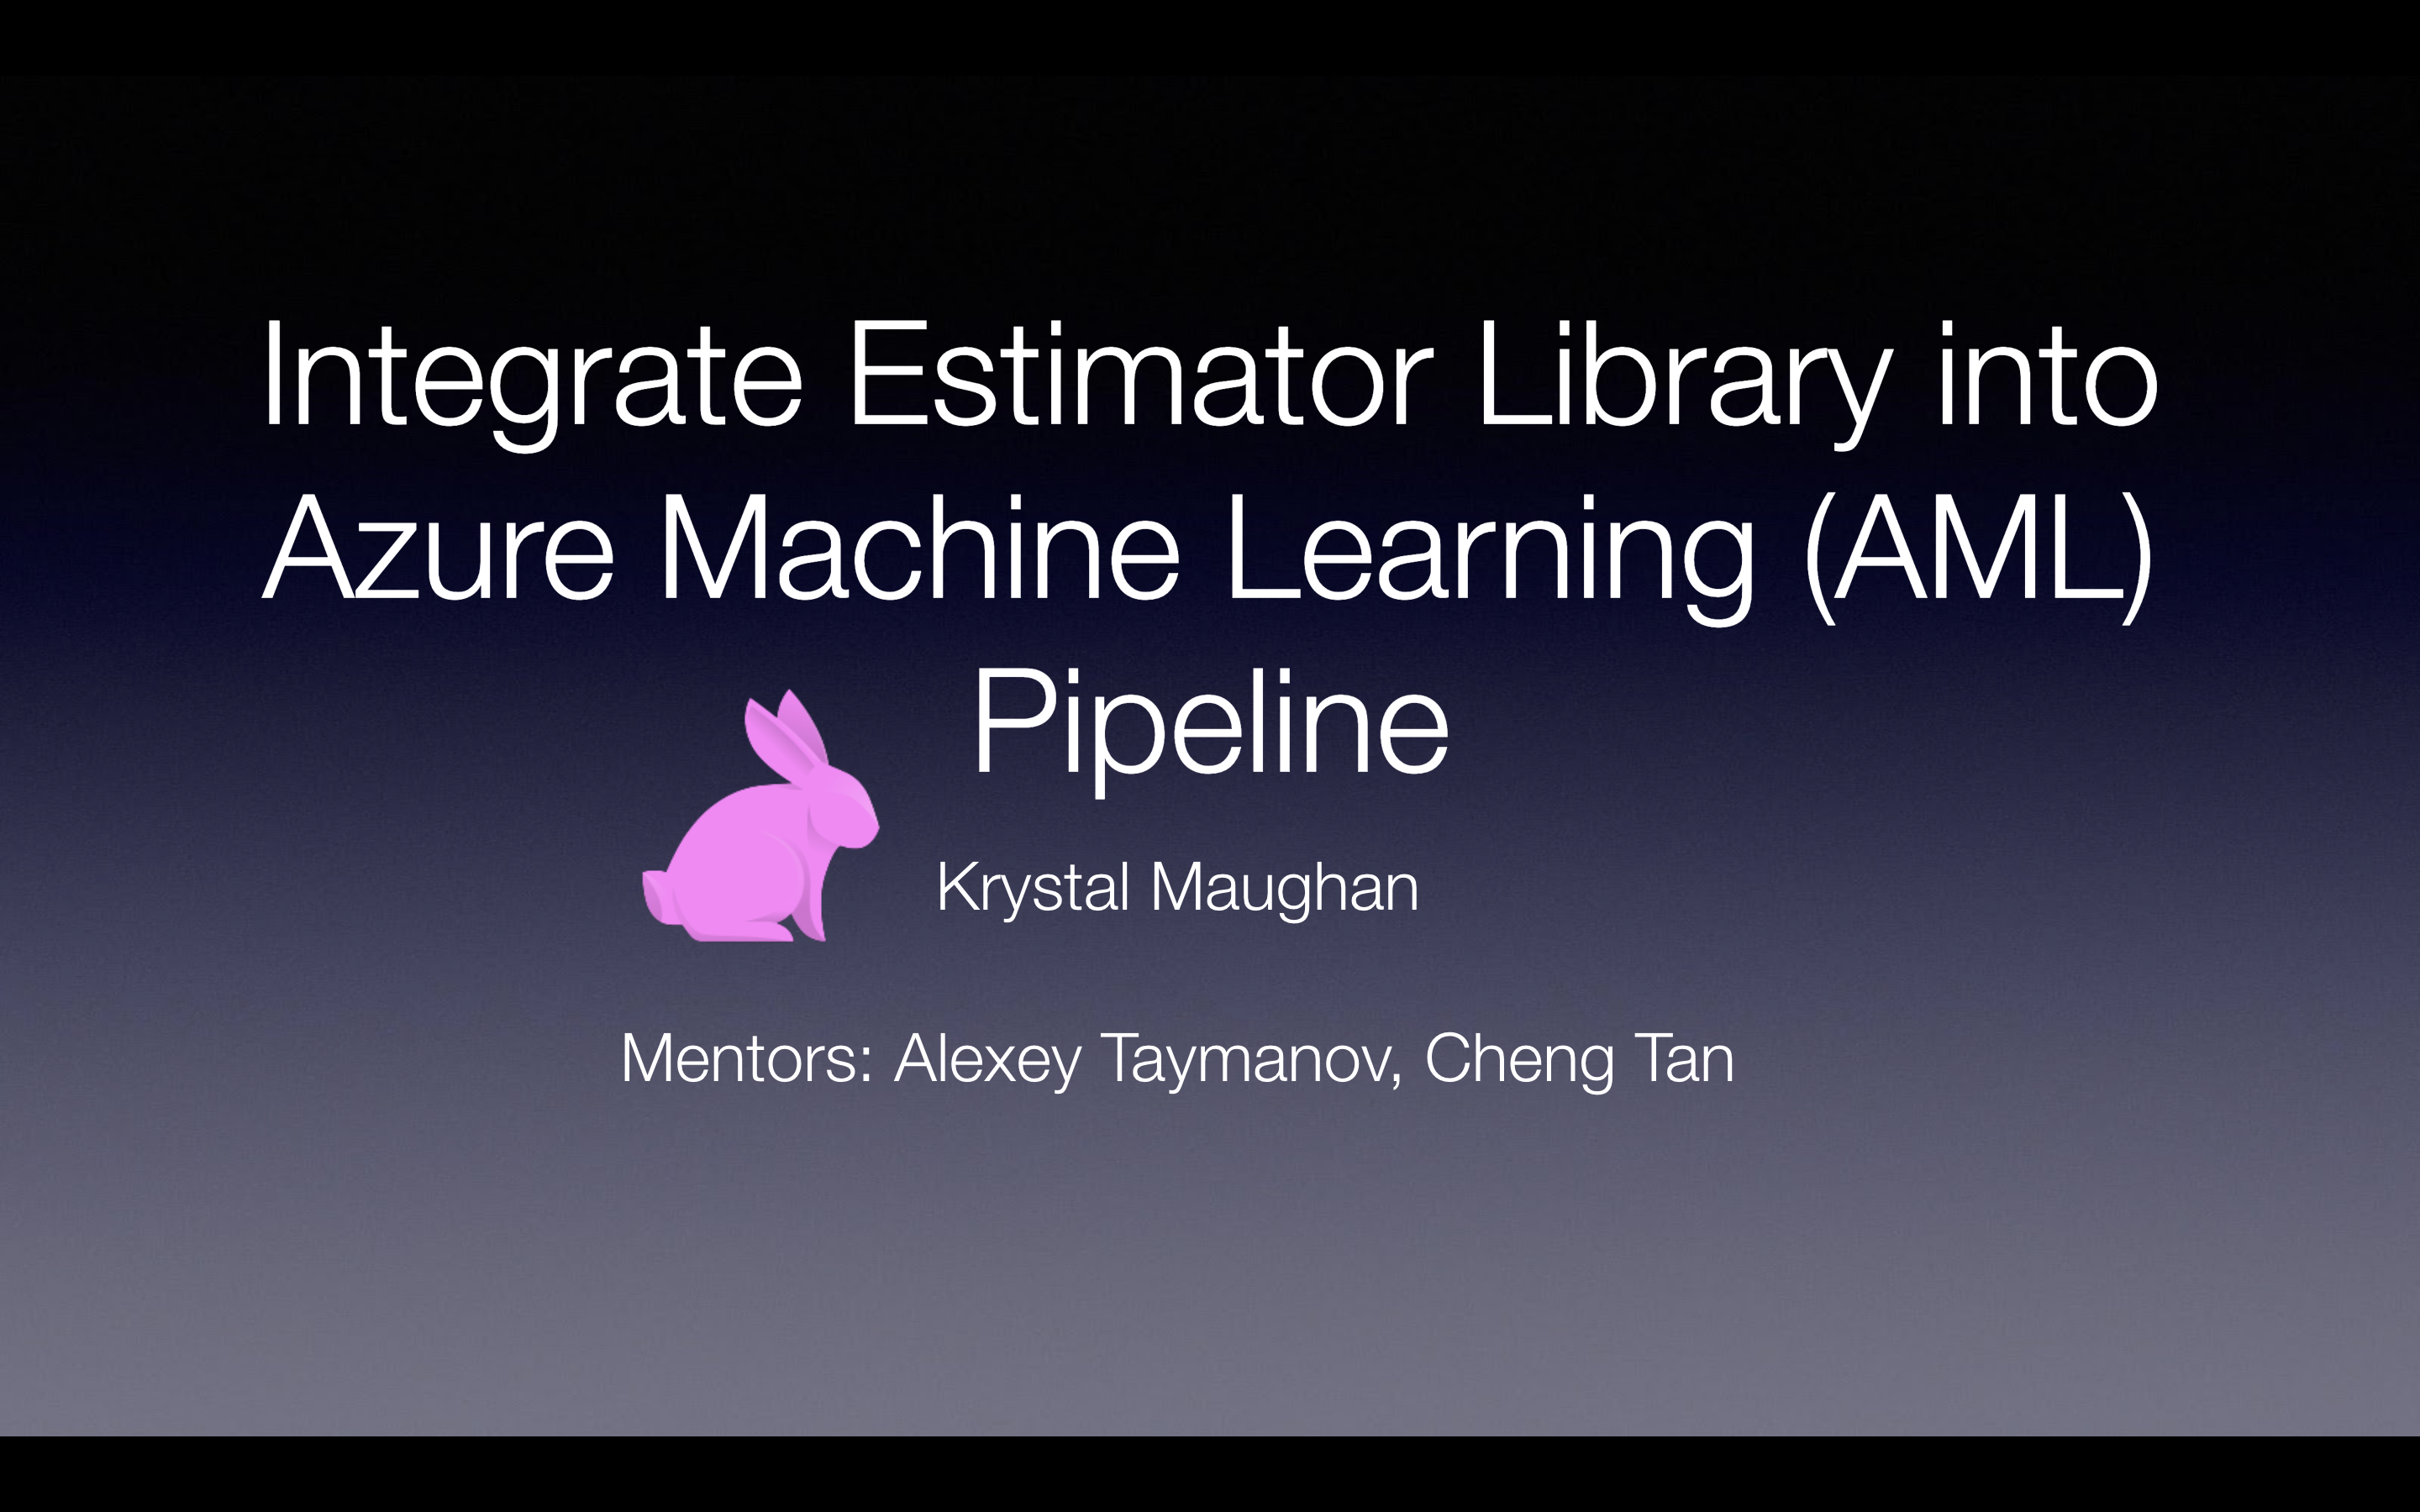 Integrate Estimator Library into
Azure Machine Learning (AML)
Pipeline
Krystal Maughan
Mentors: Alexey Taymanov, Cheng Tan